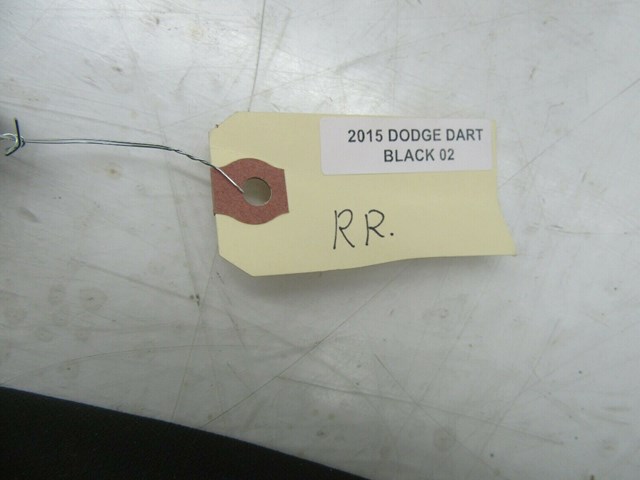 2015 DODGE DART
BLACK 02
RR.